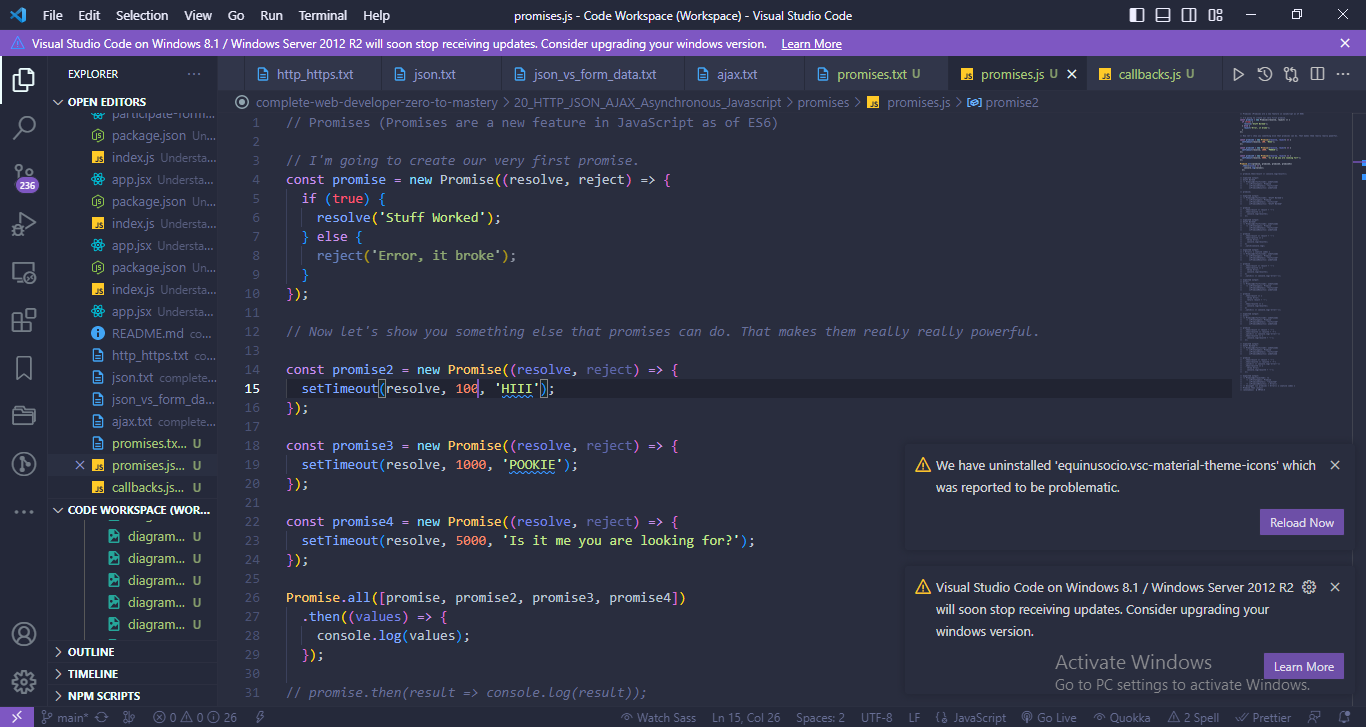 File Edit Selection View Go Run Terminal Help promises.js - Code Workspace (Workspace) - Visual Studio Code
Visual Studio Code on Windows 8.1 / Windows Server 2012 R2 will soon stop receiving updates. Consider upgrading your windows version. Learn More
EXPLORER ...
http_https.txt json.txt json_vs_form_data.txt ajax.txt promises.txt U promises.js U callbacks.js U
OPEN EDITORS
participate-form...
package.json Un...
index.js Understa...
app.jsx Understa...
package.json Un...
index.js Understa...
app.jsx Understa...
package.json Un...
index.js Understa...
app.jsx Understa...
README.md co...
http_https.txt co...
json.txt complete...
json_vs_form_da...
ajax.txt complete...
promises.tx... U
promises.js... U
callbacks.js... U
CODE WORKSPACE (WOR...
diagram... U
diagram... U
diagram... U
diagram... U
diagram... U
OUTLINE
TIMELINE
NPM SCRIPTS
236
complete-web-developer-zero-to-mastery > 20_HTTP_JSON_AJAX_Asynchronous_Javascript > promises > JS promises.js > promise2
1 // Promises (Promises are a new feature in JavaScript as of ES6)
2
3 // I'm going to create our very first promise.
4 const promise = new Promise((resolve, reject) => {
5 if (true) {
6 resolve('Stuff Worked');
7 } else {
8 reject('Error, it broke');
9 }
10 });
11
12 // Now let's show you something else that promises can do. That makes them really really powerful.
13
14 const promise2 = new Promise((resolve, reject) => {
15 setTimeout(resolve, 100, 'HIII');
16 });
17
18 const promise3 = new Promise((resolve, reject) => {
19 setTimeout(resolve, 1000, 'POOKIE');
20 });
21
22 const promise4 = new Promise((resolve, reject) => {
23 setTimeout(resolve, 5000, 'Is it me you are looking for?');
24 });
25
26 Promise.all([promise, promise2, promise3, promise4])
27 .then((values) => {
28 console.log(values);
29 });
30
31 // promise.then(result => console.log(result));
We have uninstalled 'equinusocio.vsc-material-theme-icons' which
was reported to be problematic.
Reload Now
Visual Studio Code on Windows 8.1 / Windows Server 2012 R2
will soon stop receiving updates. Consider upgrading your
windows version.
Learn More
Activate Windows
Go to PC settings to activate Windows.
main* 0 0 26 Watch Sass Ln 15, Col 26 Spaces: 2 UTF-8 LF {} JavaScript Go Live Quokka 2 Spell Prettier